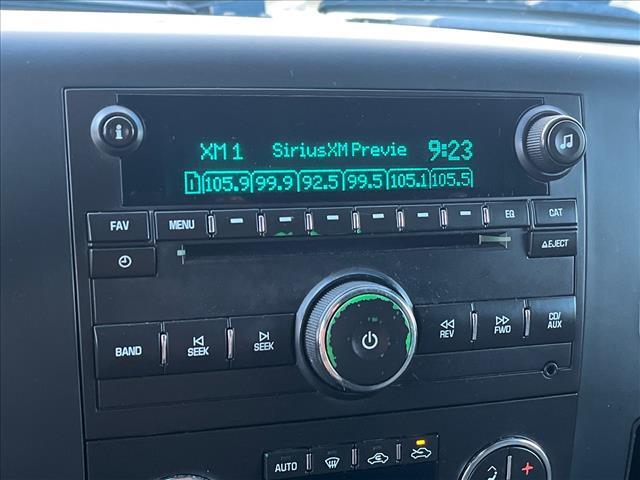 XM 1 SiriusXM Previe 9:23
1 105.9 99.9 92.5 99.5 105.1 105.5
FAV MENU EQ CAT
EJECT
BAND SEEK SEEK REV FWD CD/AUX
AUTO